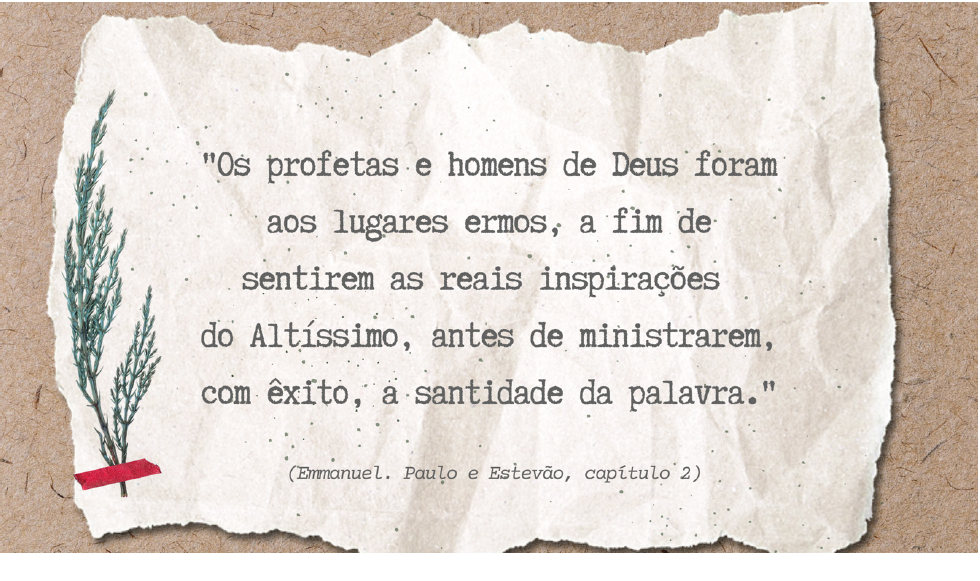 "Os profetas e homens de Deus foram
aos lugares ermos, a fim de
sentirem as reais inspirações
do Altíssimo, antes de ministrarem,
com êxito, a santidade da palavra."
(Emmanuel. Paulo e Estevão, capítulo 2)